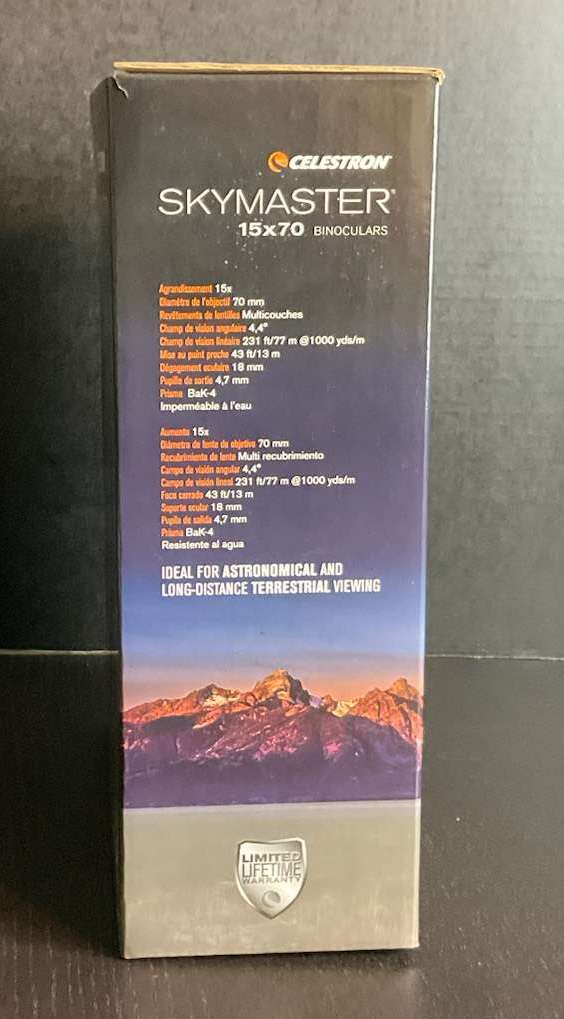 CELESTRON
SKYMASTER®
15x70 BINOCULARS
Agrandissement 15x
Diamètre de l'objectif 70 mm
Revêtements de lentilles Multicouches
Champ de vision angulaire 4,4°
Champ de vision linéaire 231 ft/77 m @1000 yds/m
Mise au point proche 43 ft/13 m
Dégagement oculaire 18 mm
Pupille de sortie 4,7 mm
Prisme BaK-4
Imperméable à l'eau
Aumento 15x
Diámetro de lente du objetivo 70 mm
Recubrimiento de lente Multi recubrimiento
Campo de visión angular 4,4°
Campo de visión lineal 231 ft/77 m @1000 yds/m
Foco cerrado 43 ft/13 m
Soporte ocular 18 mm
Pupila de salida 4,7 mm
Prisma BaK-4
Resistente al agua
IDEAL FOR ASTRONOMICAL AND
LONG-DISTANCE TERRESTRIAL VIEWING
LIMITED
LIFETIME
WARRANTY